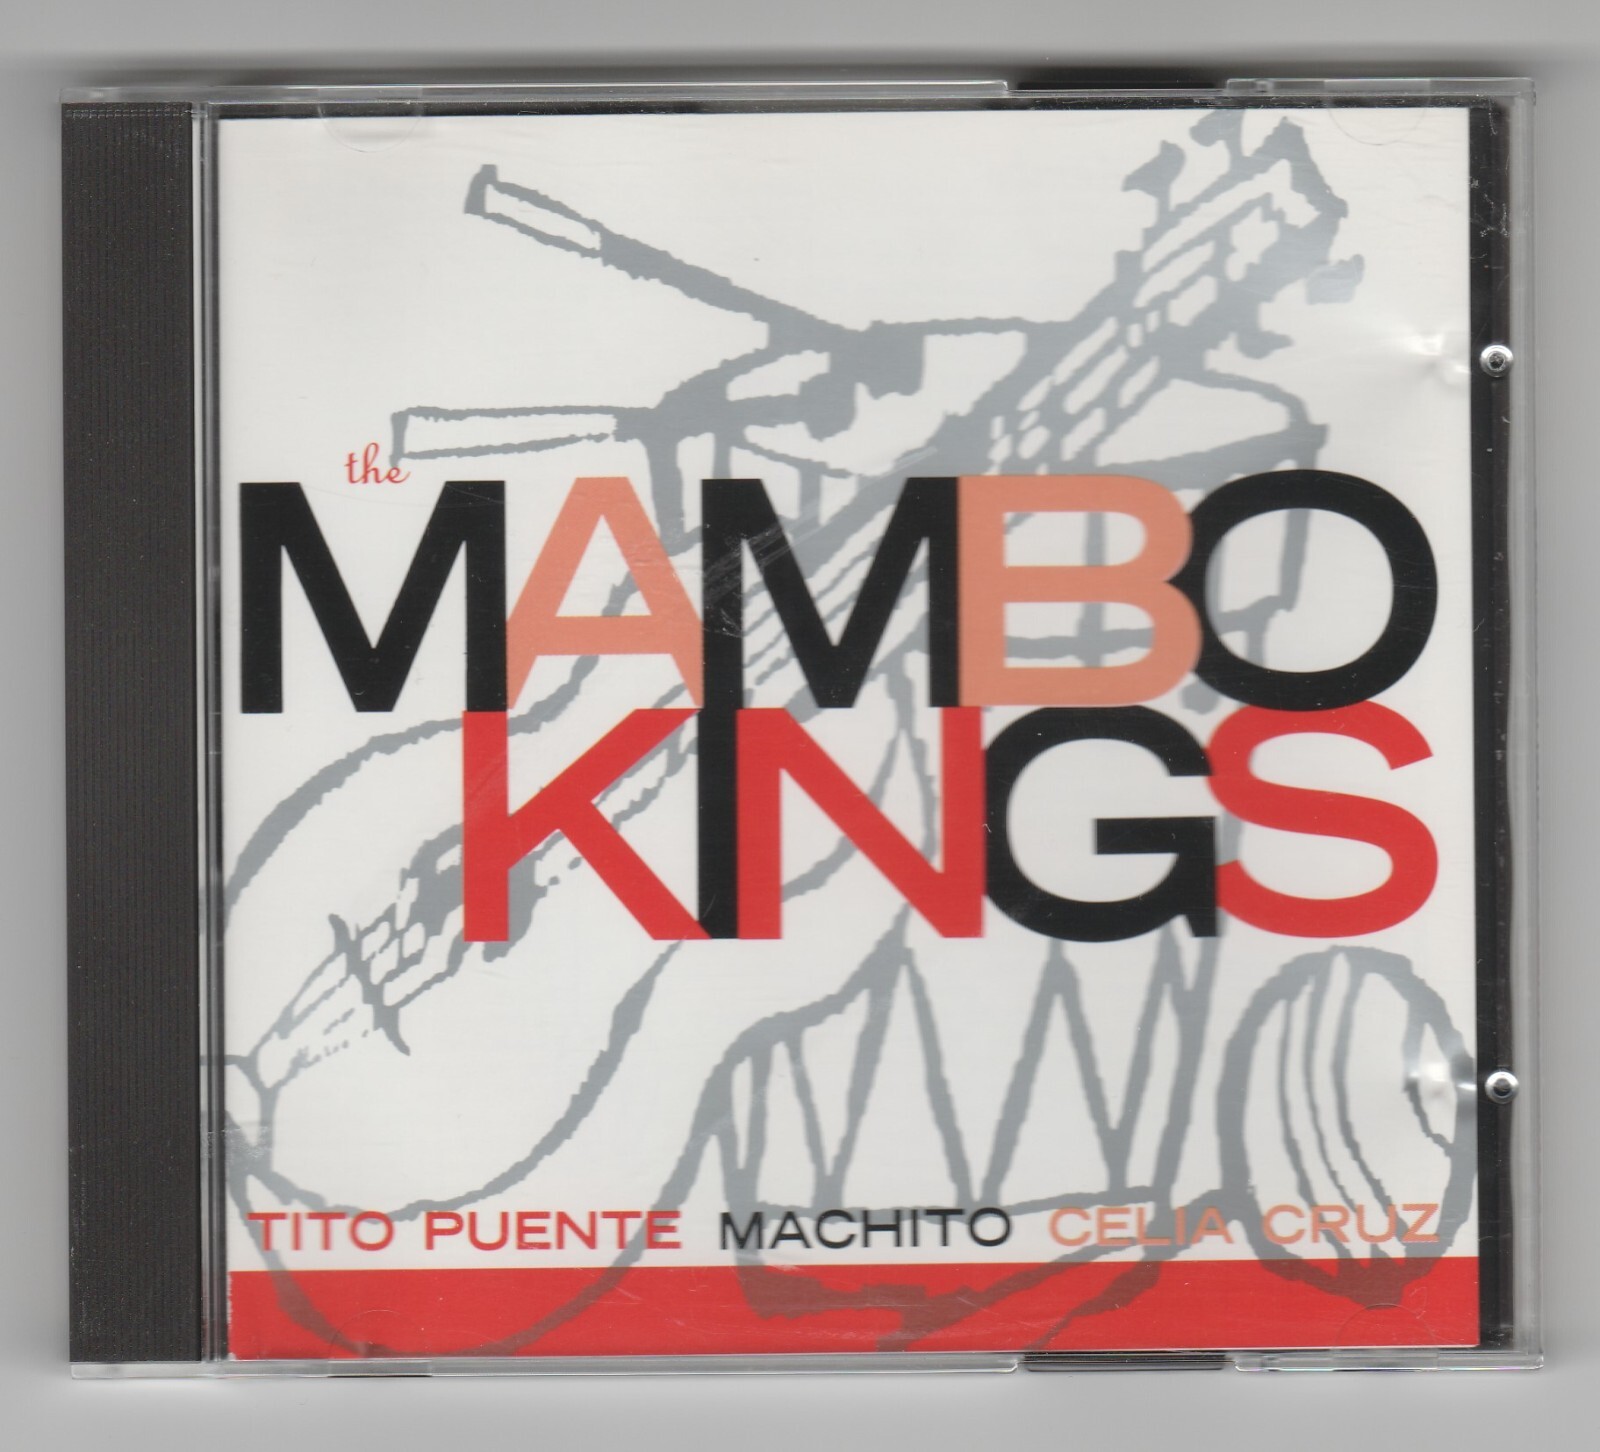 the
MAMBO
KINGS
TITO PUENTE MACHITO CELIA CRUZ